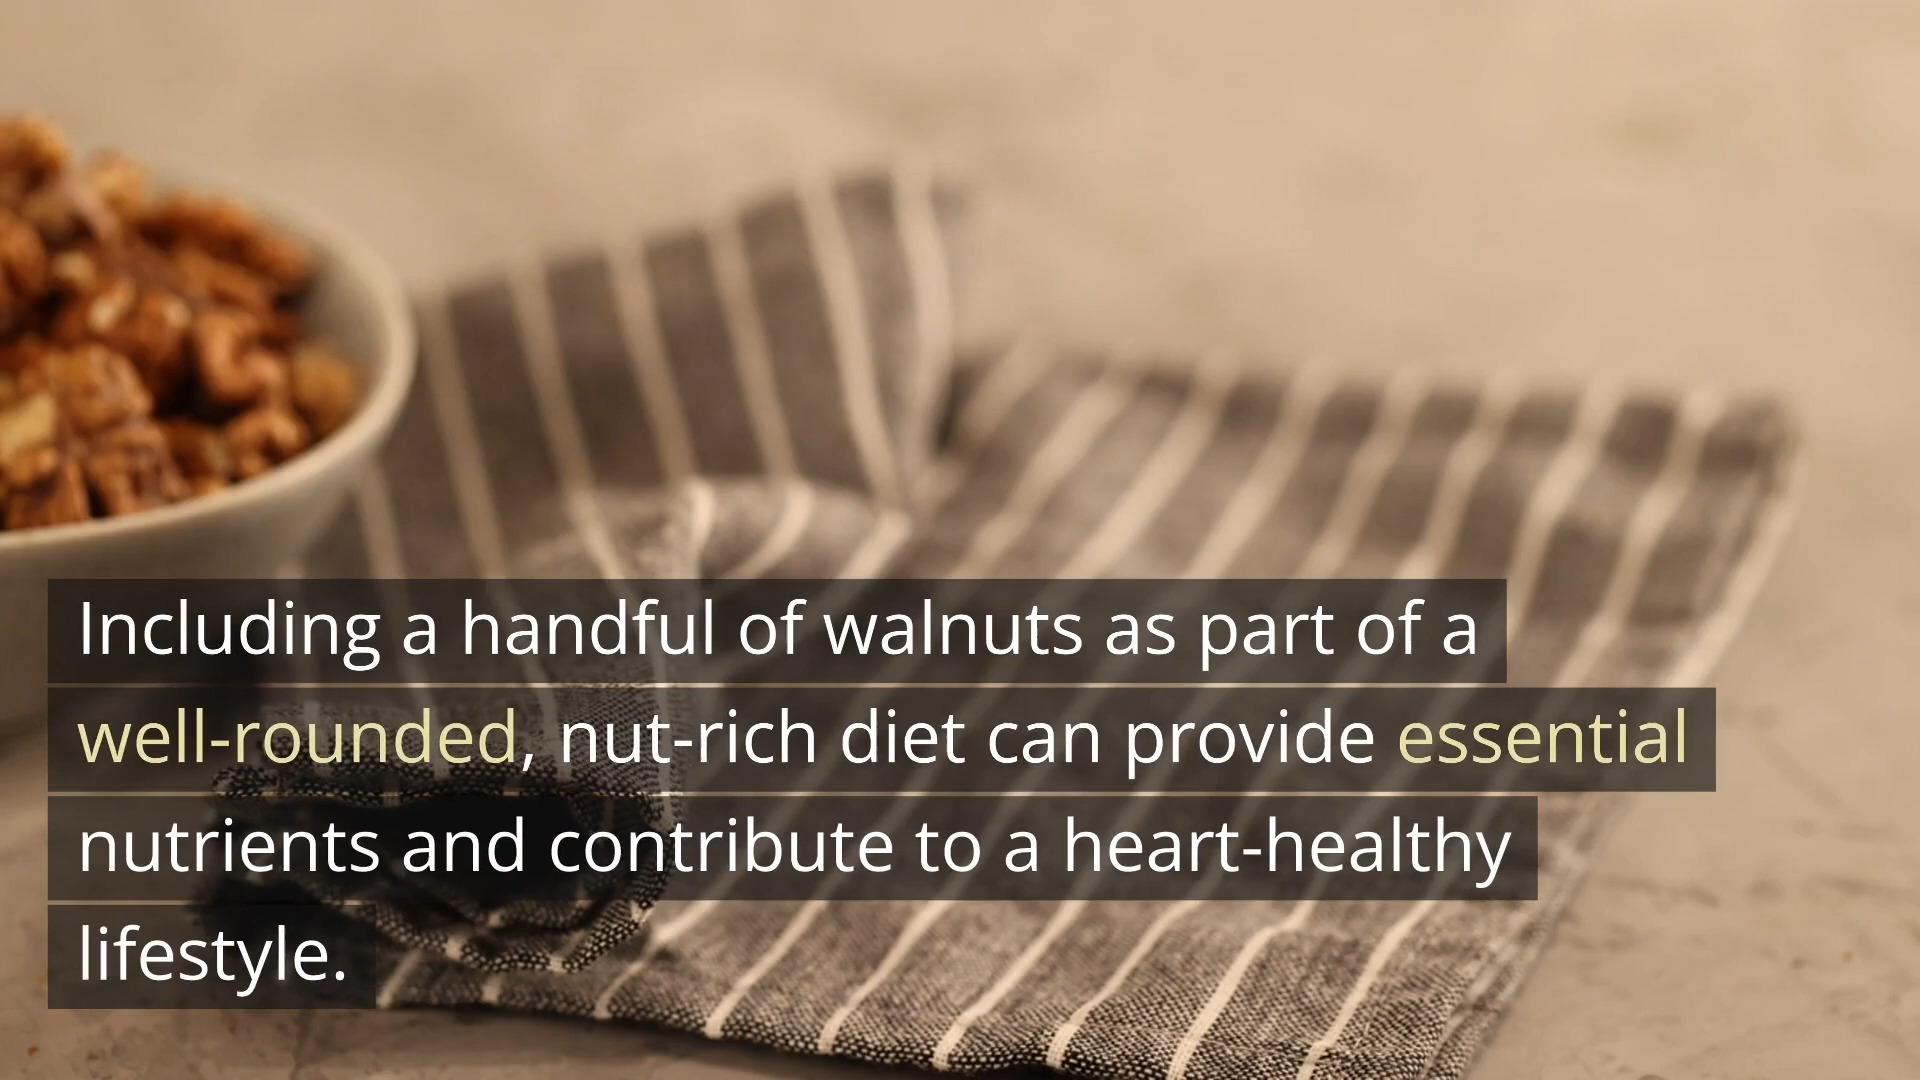 Including a handful of walnuts as part of a
well-rounded, nut-rich diet can provide essential
nutrients and contribute to a heart-healthy
lifestyle.